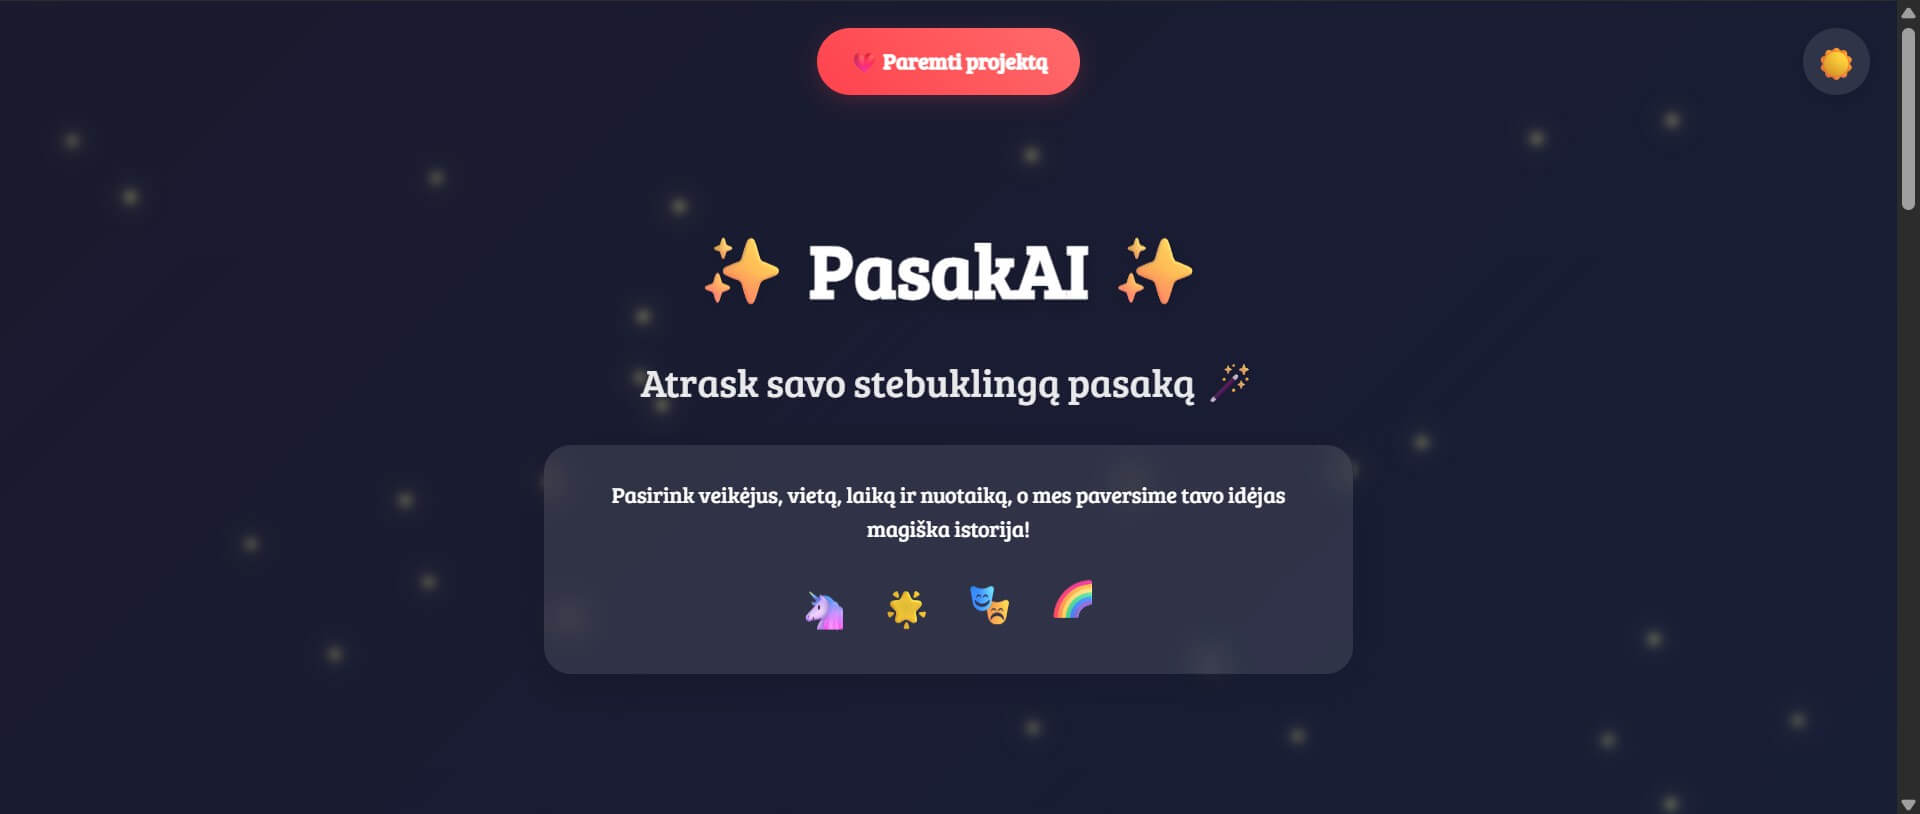 Paremti projektą
PasakAI
Atrask savo stebuklingą pasaką
Pasirink veikėjus, vietą, laiką ir nuotaiką, o mes paversime tavo idėjas
magiška istorija!